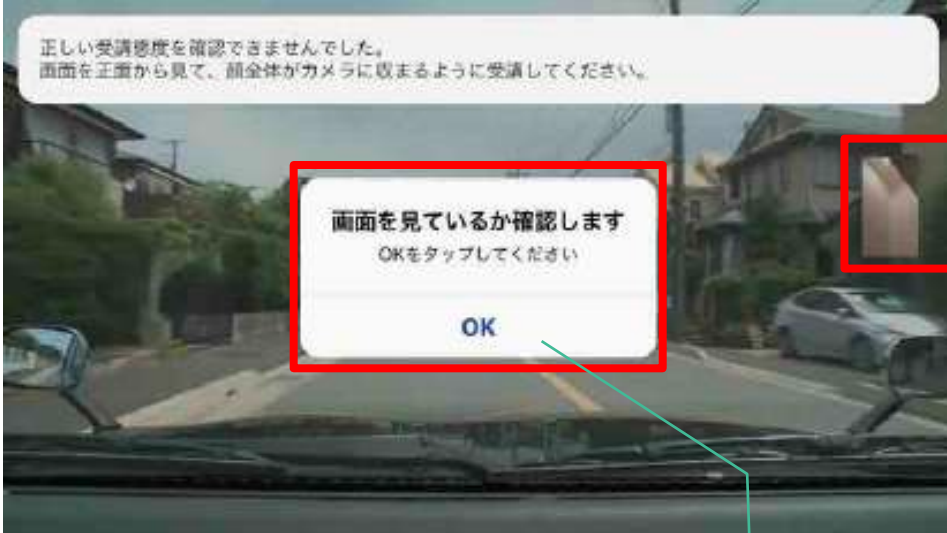 正しい受講態度を確認できませんでした。
画面を正面から見て、顔全体がカメラに収まるように受講してください。
画面を見ているか確認します
OKをタップしてください
OK